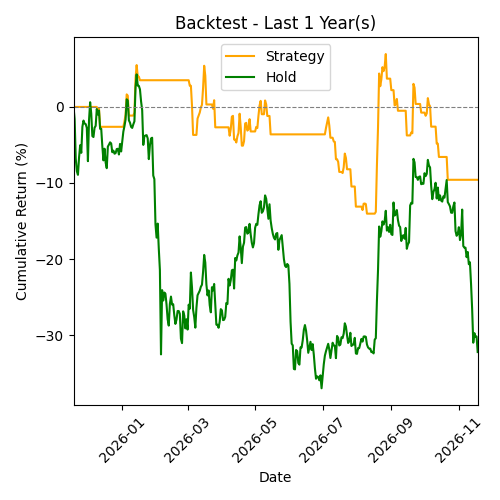 Backtest - Last 1 Year(s)
Strategy
Hold
Cumulative Return (%)
0
−10
−20
−30
2026-01
2026-03
2026-05
2026-07
2026-09
2026-11
Date